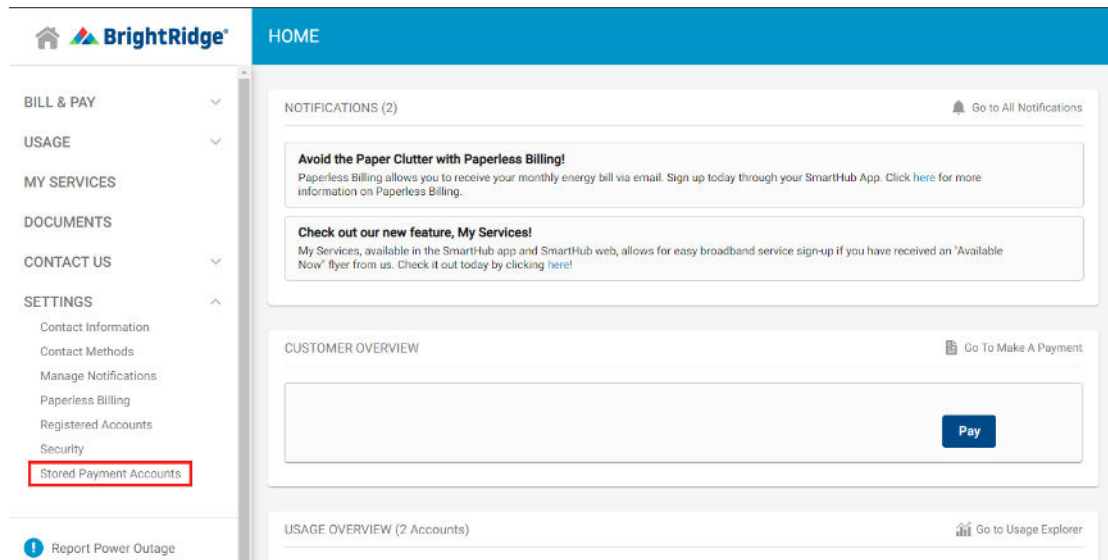 BrightRidge®
HOME
BILL & PAY
USAGE
MY SERVICES
DOCUMENTS
CONTACT US
SETTINGS
Contact Information
Contact Methods
Manage Notifications
Paperless Billing
Registered Accounts
Security
Stored Payment Accounts
! Report Power Outage
NOTIFICATIONS (2)
Go to All Notifications
Avoid the Paper Clutter with Paperless Billing!
Paperless Billing allows you to receive your monthly energy bill via email. Sign up today through your SmartHub App. Click here for more
information on Paperless Billing.
Check out our new feature, My Services!
My Services, available in the SmartHub app and SmartHub web, allows for easy broadband service sign-up if you have received an "Available
Now" flyer from us. Check it out today by clicking here!
CUSTOMER OVERVIEW
Go To Make A Payment
Pay
USAGE OVERVIEW (2 Accounts)
Go to Usage Explorer